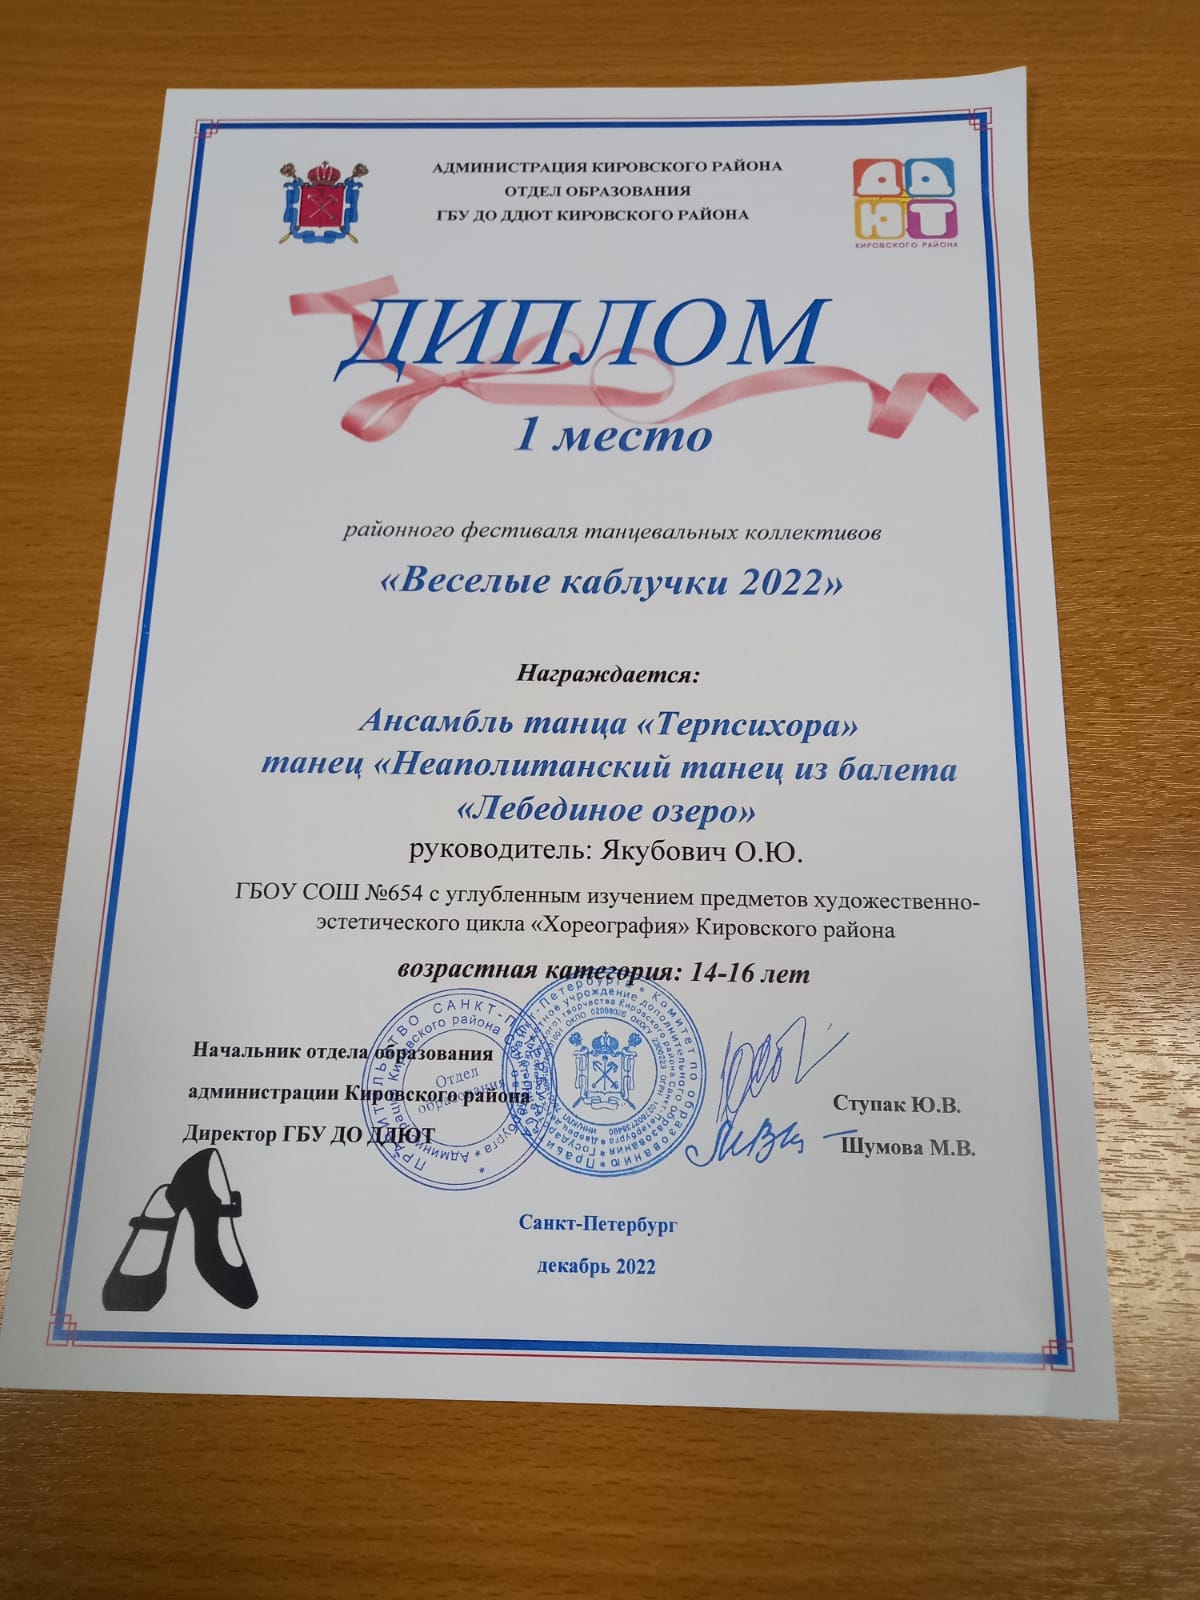 АДМИНИСТРАЦИЯ КИРОВСКОГО РАЙОНА
ОТДЕЛ ОБРАЗОВАНИЯ
ГБУ ДО ДДЮТ КИРОВСКОГО РАЙОНА
ДД
ЮТ
КИРОВСКОГО РАЙОНА
ДИПЛОМ
1 место
районного фестиваля танцевальных коллективов
«Веселые каблучки 2022»
Награждается:
Ансамбль танца «Терпсихора»
танец «Неаполитанский танец из балета
«Лебединое озеро»
руководитель: Якубович О.Ю.
ГБОУ СОШ №654 с углубленным изучением предметов художественно-
эстетического цикла «Хореография» Кировского района
возрастная категория: 14-16 лет
Начальник отдела образования
администрации Кировского района
Ступак Ю.В.
Директор ГБУ ДО ДДЮТ
Шумова М.В.
Отдел
образования
Санкт-Петербург
декабрь 2022